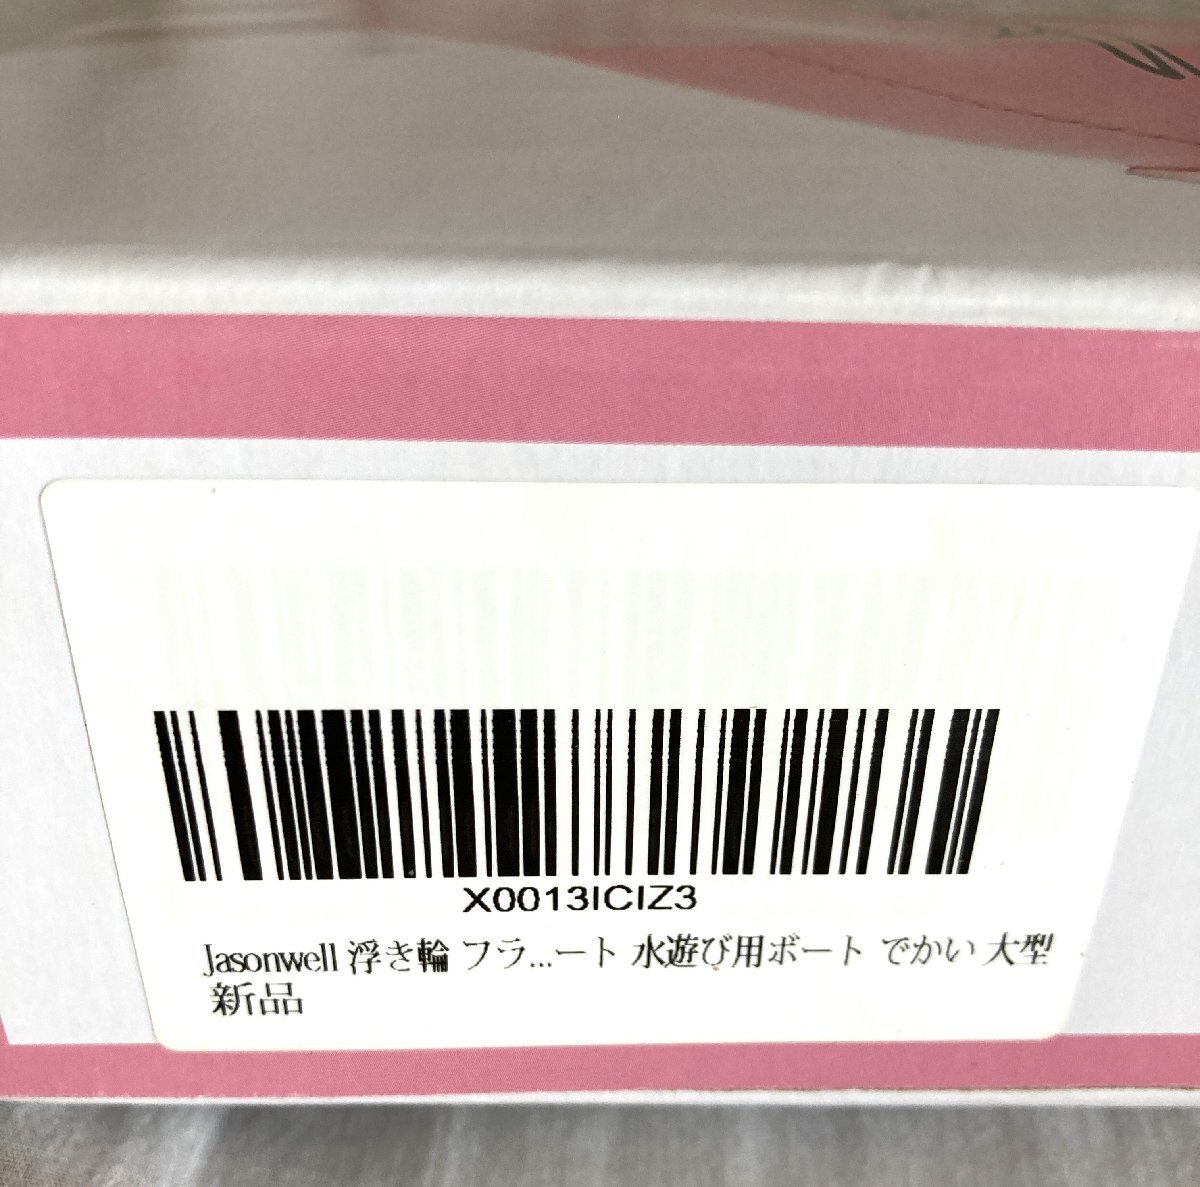 X0013ICIZ3
Jasonwell 浮き輪 フラ...ート 水遊び用ボート でかい 大型
新品